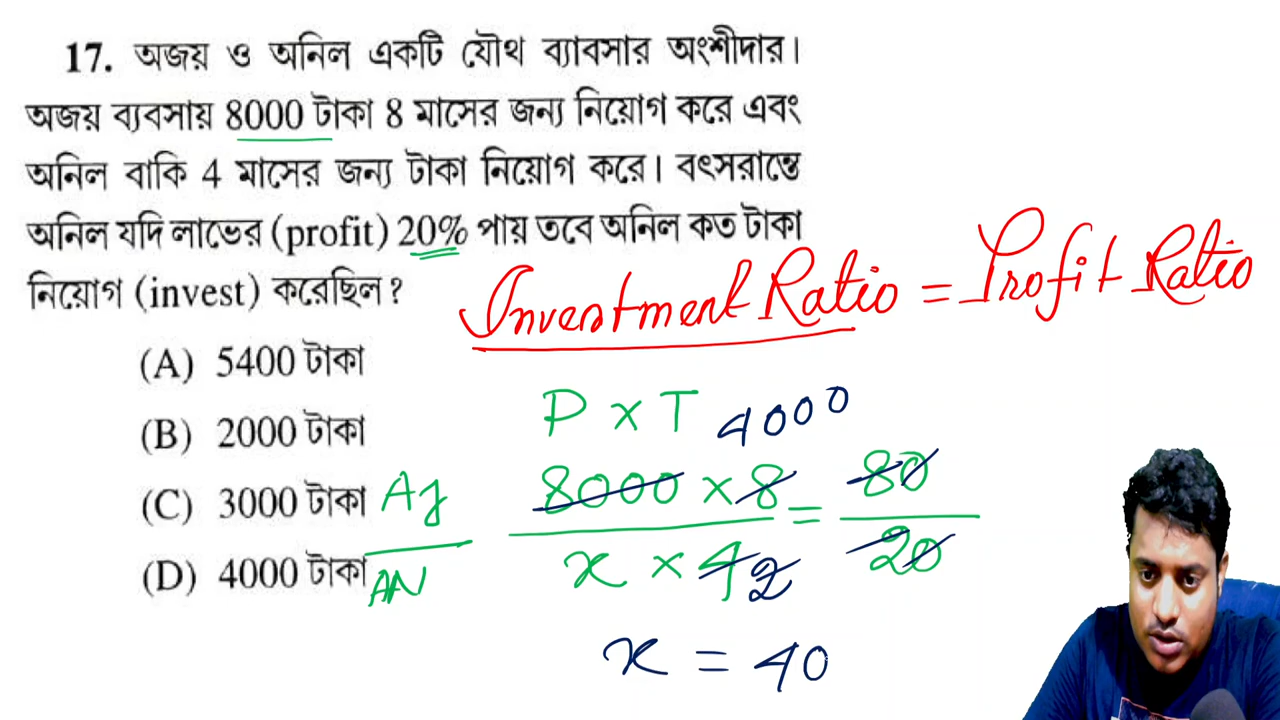 17. অজয় ও অনিল একটি যৌথ ব্যাবসার অংশীদার।
অজয় ব্যবসায় 8000 টাকা 8 মাসের জন্য নিয়োগ করে এবং
অনিল বাকি 4 মাসের জন্য টাকা নিয়োগ করে। বৎসরান্তে
অনিল যদি লাভের (profit) 20% পায় তবে অনিল কত টাকা
নিয়োগ (invest) করেছিল?
Investment Ratio = Profit Ratio
(A) 5400 টাকা
(B) 2000 টাকা
(C) 3000 টাকা
(D) 4000 টাকা
P × T 4000
Aj 8000 × 8 = 80
AN x × 4 2 20
x = 40